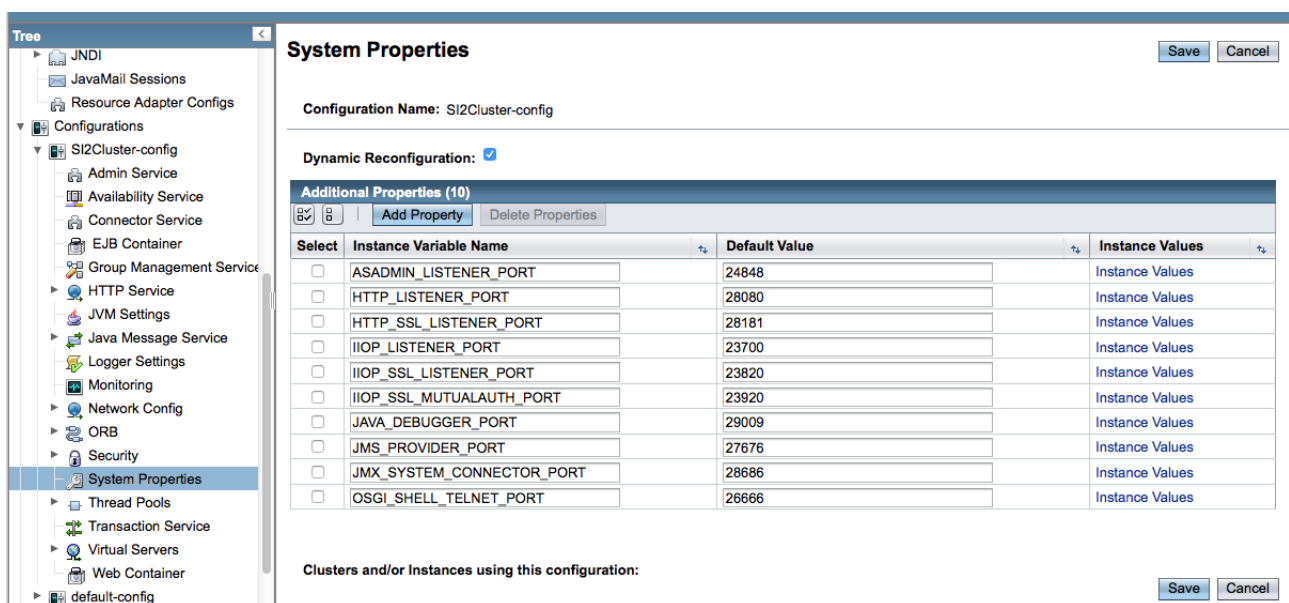 Tree
JNDI
JavaMail Sessions
Resource Adapter Configs
Configurations
SI2Cluster-config
Admin Service
Availability Service
Connector Service
EJB Container
Group Management Service
HTTP Service
JVM Settings
Java Message Service
Logger Settings
Monitoring
Network Config
ORB
Security
System Properties
Thread Pools
Transaction Service
Virtual Servers
Web Container
default-config
System Properties
Save Cancel
Configuration Name: SI2Cluster-config
Dynamic Reconfiguration:
Additional Properties (10)
Add Property Delete Properties
Select Instance Variable Name Default Value Instance Values
ASADMIN_LISTENER_PORT 24848 Instance Values
HTTP_LISTENER_PORT 28080 Instance Values
HTTP_SSL_LISTENER_PORT 28181 Instance Values
IIOP_LISTENER_PORT 23700 Instance Values
IIOP_SSL_LISTENER_PORT 23820 Instance Values
IIOP_SSL_MUTUALAUTH_PORT 23920 Instance Values
JAVA_DEBUGGER_PORT 29009 Instance Values
JMS_PROVIDER_PORT 27676 Instance Values
JMX_SYSTEM_CONNECTOR_PORT 28686 Instance Values
OSGI_SHELL_TELNET_PORT 26666 Instance Values
Clusters and/or Instances using this configuration:
Save Cancel